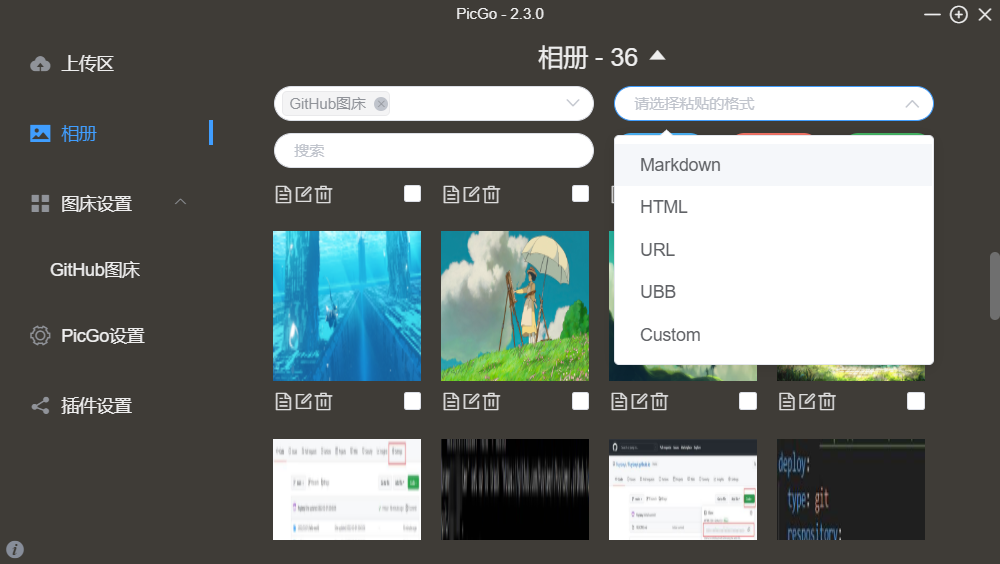 PicGo - 2.3.0
上传区
相册
图床设置
GitHub图床
PicGo设置
插件设置
相册 - 36
GitHub图床
请选择粘贴的格式
搜索
Markdown
HTML
URL
UBB
Custom
deploy:
type: git
respository: